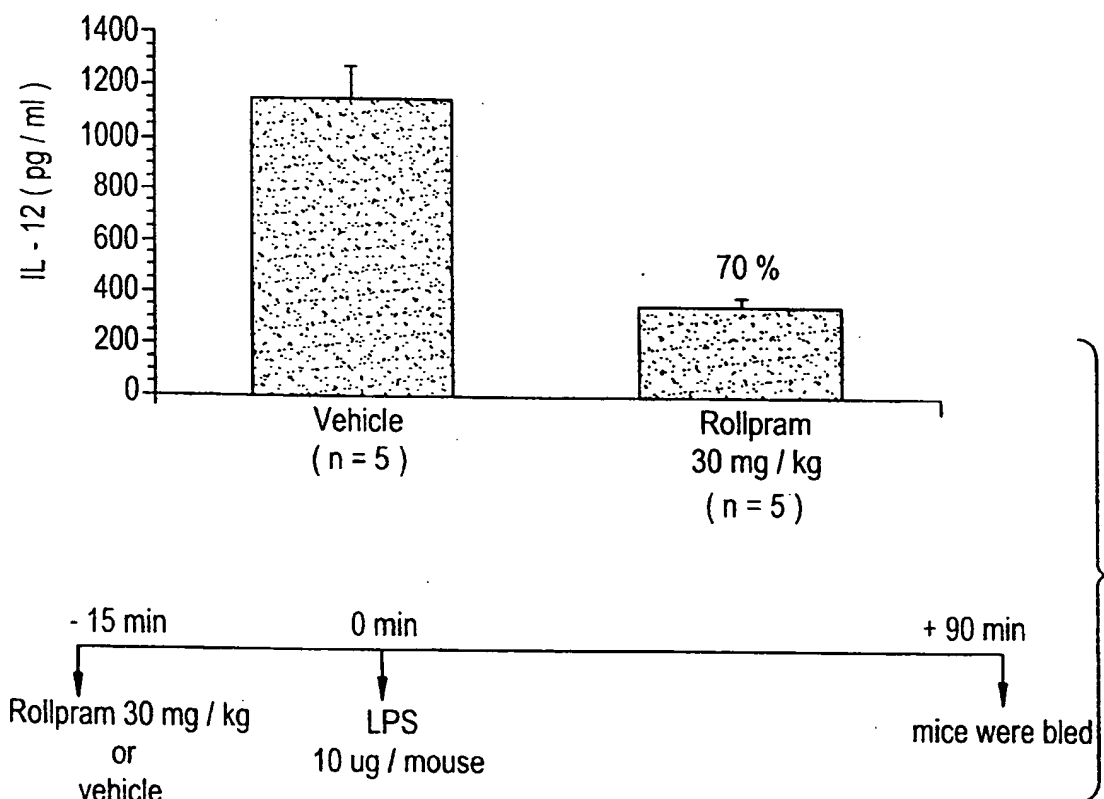 1400
1200
1000
800
600
400
200
0
IL - 12 ( pg / ml )
70 %
Vehicle
( n = 5 )
Rollpram
30 mg / kg
( n = 5 )
- 15 min
0 min
+ 90 min
Rollpram 30 mg / kg
or
vehicle
LPS
10 ug / mouse
mice were bled